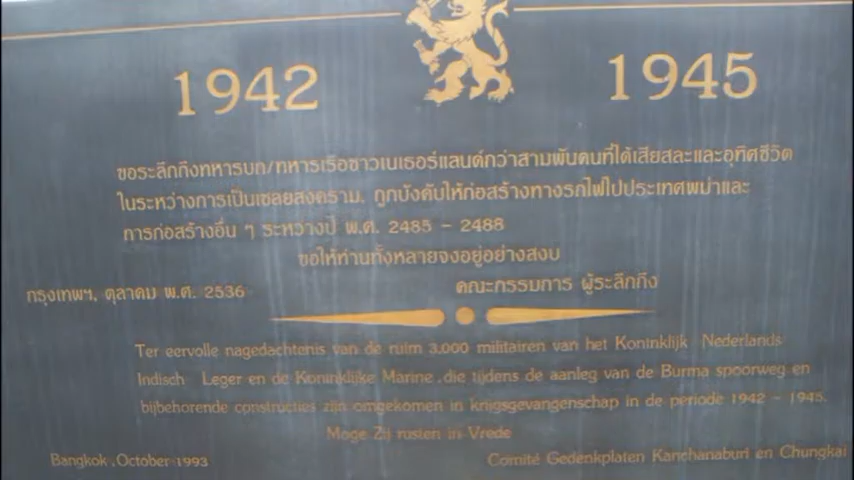 1942 1945
ขอระลึกถึงทหารบก/ทหารเรือชาวเนเธอร์แลนด์กว่าสามพันคนที่ได้เสียสละและอุทิศชีวิต
ในระหว่างการเป็นเชลยสงคราม, ถูกบังคับให้ก่อสร้างทางรถไฟไปประเทศพม่าและ
การก่อสร้างอื่น ๆ ระหว่างปี พ.ศ. 2485 - 2488
ขอให้ท่านทั้งหลายจงอยู่อย่างสงบ
กรุงเทพฯ, ตุลาคม พ.ศ. 2536 คณะกรรมการ ผู้ระลึกถึง
Ter eervolle nagedachtenis van de ruim 3.000 militairen van het Koninklijk Nederlands
Indisch Leger en de Koninklijke Marine, die tijdens de aanleg van de Burma spoorweg en
bijbehorende constructies zijn omgekomen in krijgsgevangenschap in de periode 1942 - 1945.
Moge Zij rusten in Vrede
Bangkok, October 1993 Comité Gedenkplaten Kanchanaburi en Chungkai